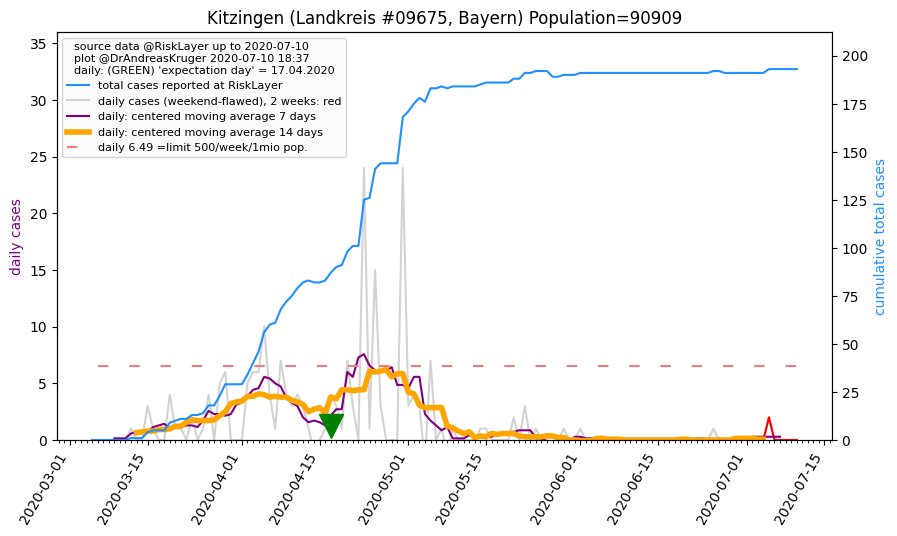 Kitzingen (Landkreis #09675, Bayern) Population=90909
source data @RiskLayer up to 2020-07-10
plot @DrAndreasKruger 2020-07-10 18:37
daily: (GREEN) 'expectation day' = 17.04.2020
total cases reported at RiskLayer
daily cases (weekend-flawed), 2 weeks: red
daily: centered moving average 7 days
daily: centered moving average 14 days
daily 6.49 =limit 500/week/1mio pop.
daily cases
35
30
25
20
15
10
5
0
cumulative total cases
200
175
150
125
100
75
50
25
0
2020-03-01
2020-03-15
2020-04-01
2020-04-15
2020-05-01
2020-05-15
2020-06-01
2020-06-15
2020-07-01
2020-07-15